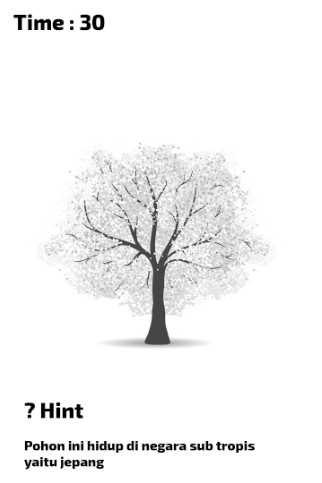 Time : 30
? Hint
Pohon ini hidup di negara sub tropis
yaitu jepang